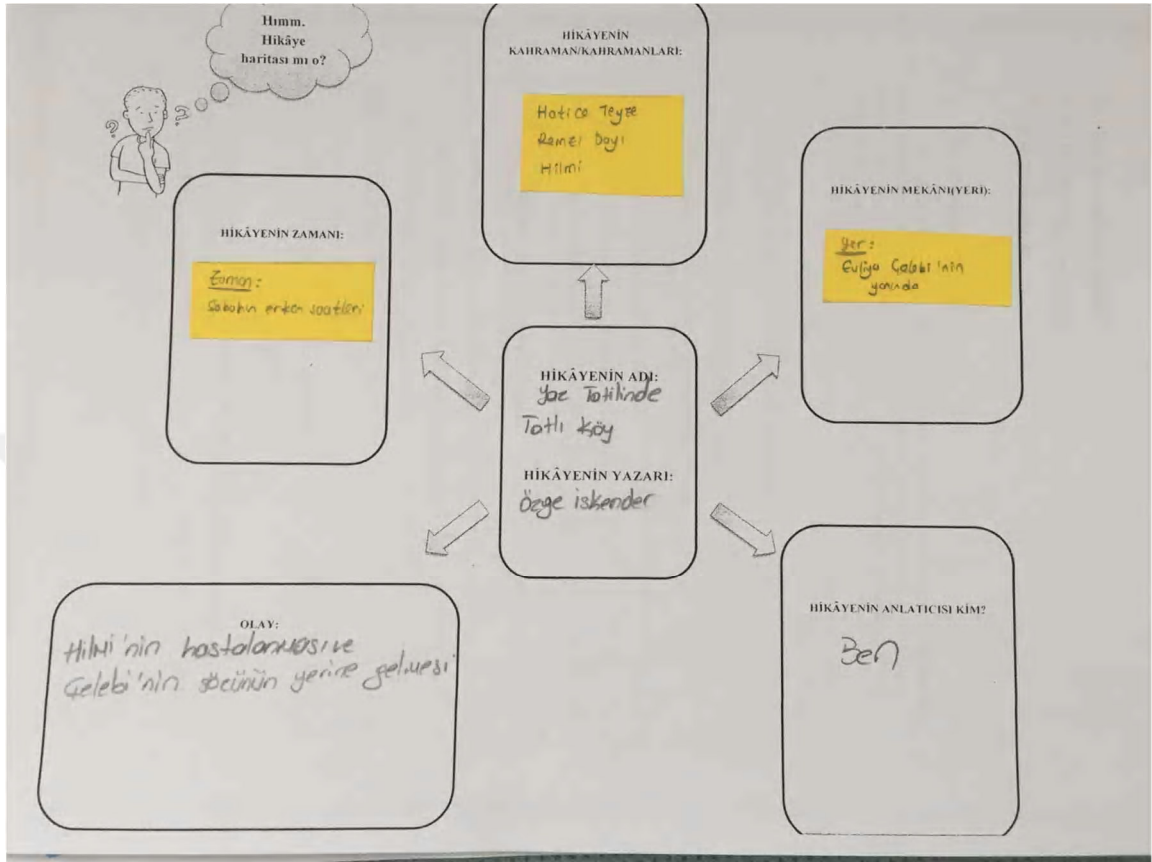 Hımm.
Hikâye
haritası mı o?
?
?
HİKÂYENİN
KAHRAMAN/KAHRAMANLARI:
Hatice Teyze
Remzi Dayı
Hilmi
HİKÂYENİN ZAMANI:
Zaman:
Sabahın erken saatleri
HİKÂYENİN MEKÂNI(YERİ):
Yer:
Evliya Çelebi'nin
yanında
HİKÂYENİN ADI:
Yaz Tatilinde
Tatlı Köy
HİKÂYENİN YAZARI:
Özge iskender
OLAY:
Hilmi'nin hastalanması ve
Çelebi'nin sözünün yerine gelmesi
HİKÂYENİN ANLATICISI KİM?
Ben